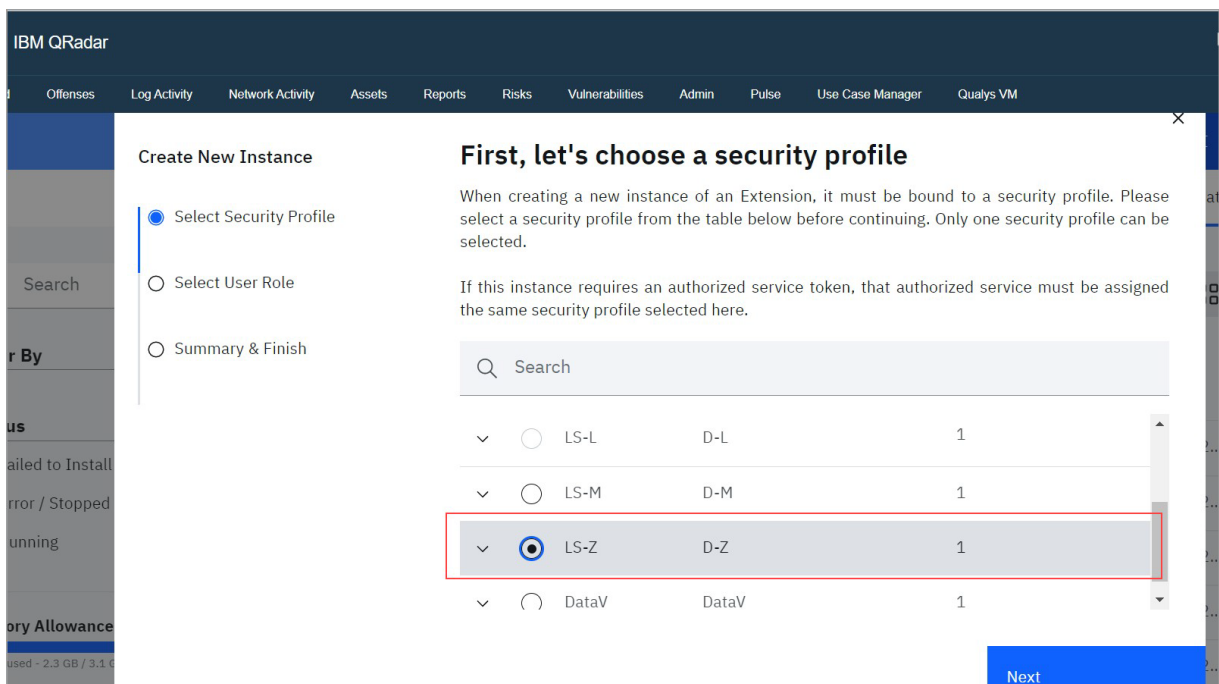 IBM QRadar
Offenses Log Activity Network Activity Assets Reports Risks Vulnerabilities Admin Pulse Use Case Manager Qualys VM
Create New Instance
Select Security Profile
Select User Role
Summary & Finish
First, let's choose a security profile
When creating a new instance of an Extension, it must be bound to a security profile. Please
select a security profile from the table below before continuing. Only one security profile can be
selected.
If this instance requires an authorized service token, that authorized service must be assigned
the same security profile selected here.
Search
LS-L D-L 1
LS-M D-M 1
LS-Z D-Z 1
DataV DataV 1
Next
Search
r By
us
ailed to Install
rror / Stopped
unning
ory Allowance
used - 2.3 GB / 3.1